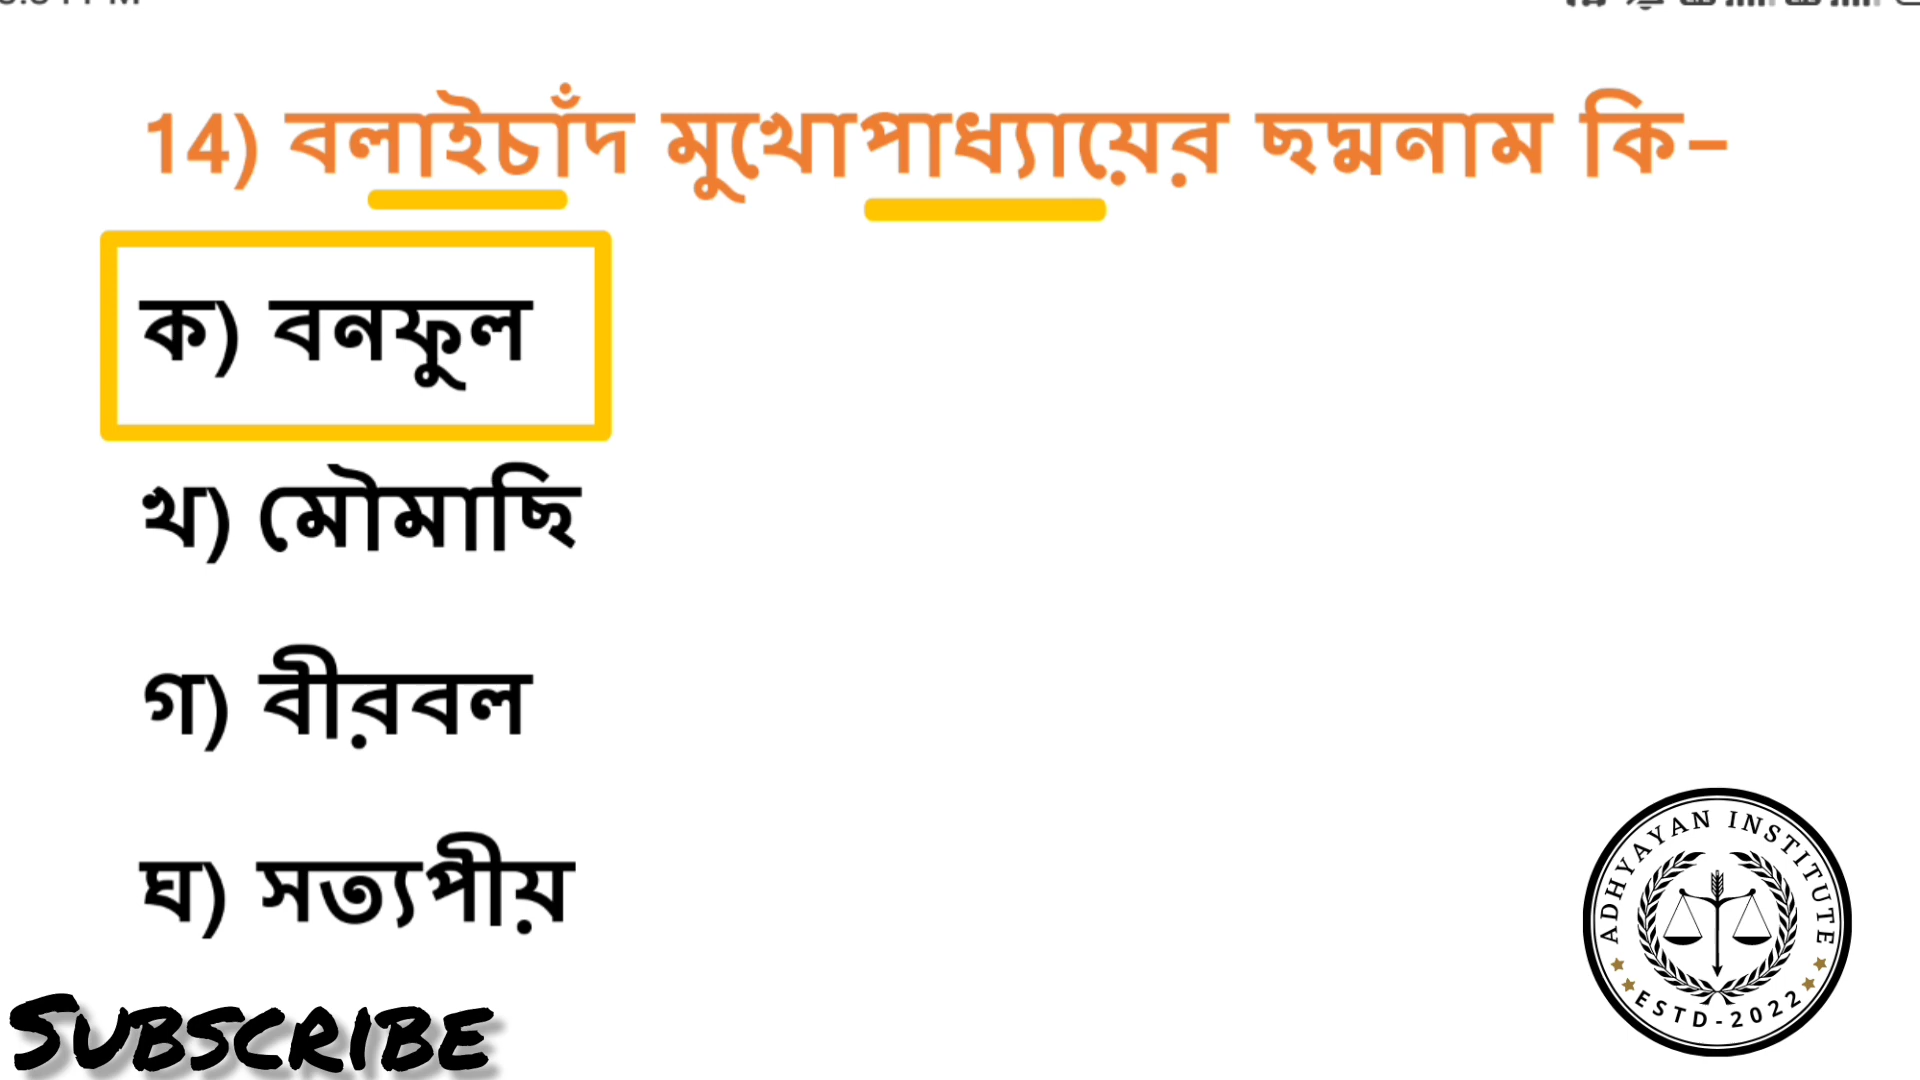 14) বলাইচাঁদ মুখোপাধ্যায়ের ছদ্মনাম কি–
ক) বনফুল
খ) মৌমাছি
গ) বীরবল
ঘ) সত্যপীয়
SUBSCRIBE
ADHYAYAN INSTITUTE
ESTD-2022